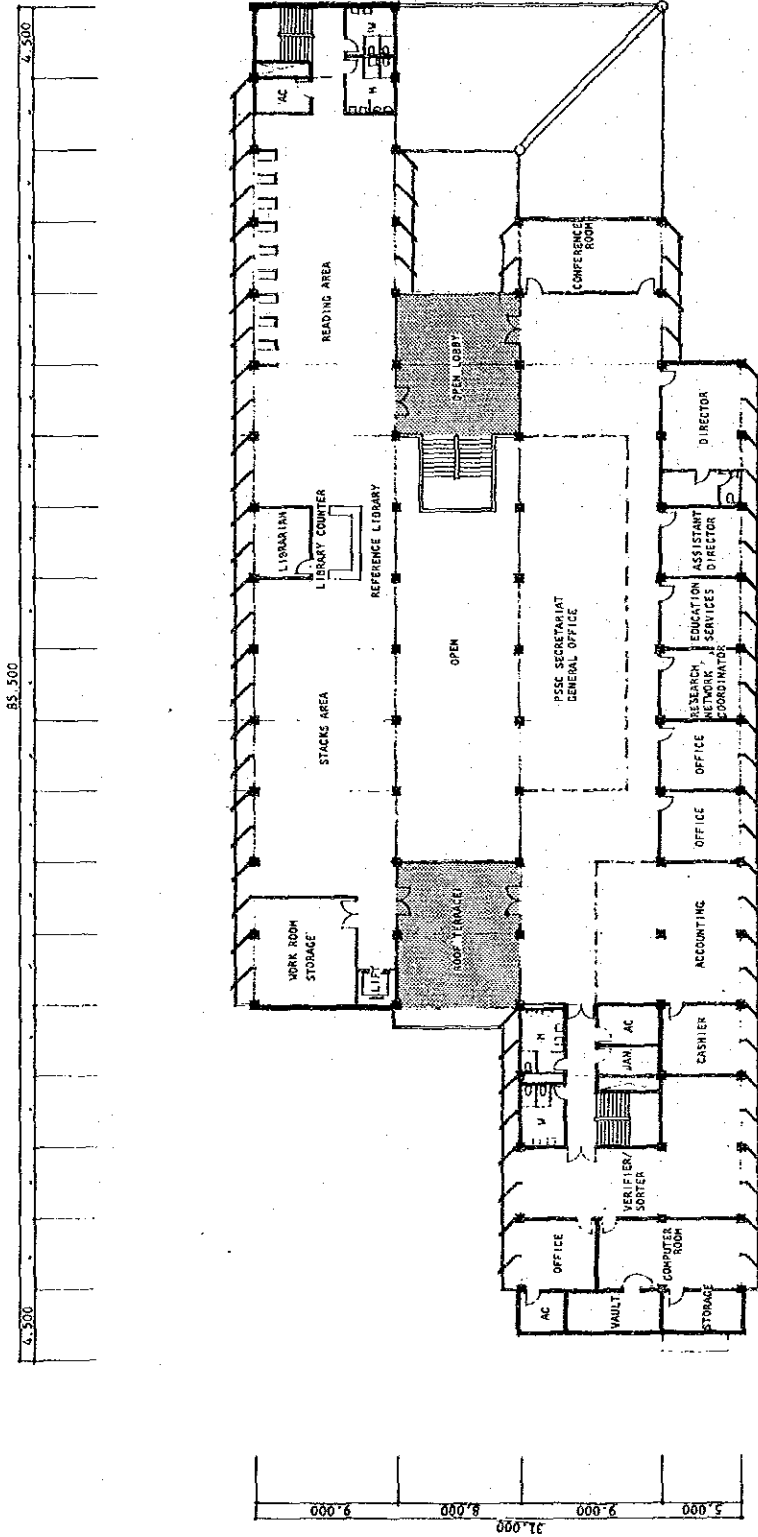 4.500
85.500
4.500
AC
W
M
READING AREA
CONFERENCE
ROOM
OPEN LOBBY
DIRECTOR
LIBRARIAN
LIBRARY COUNTER
REFERENCE LIBRARY
ASSISTANT
DIRECTOR
EDUCATION
SERVICES
RESEARCH
NETWORK
COORDINATOR
OPEN
PSSC SECRETARIAT
GENERAL OFFICE
STACKS AREA
OFFICE
OFFICE
WORK ROOM
STORAGE
LIFT
ROOF TERRACE
ACCOUNTING
M
AC
CASHIER
JAN.
W
VERIFIER/
SORTER
OFFICE
COMPUTER
ROOM
AC
VAULT
STORAGE
9.000
8.000
9.000
5.000
31.000